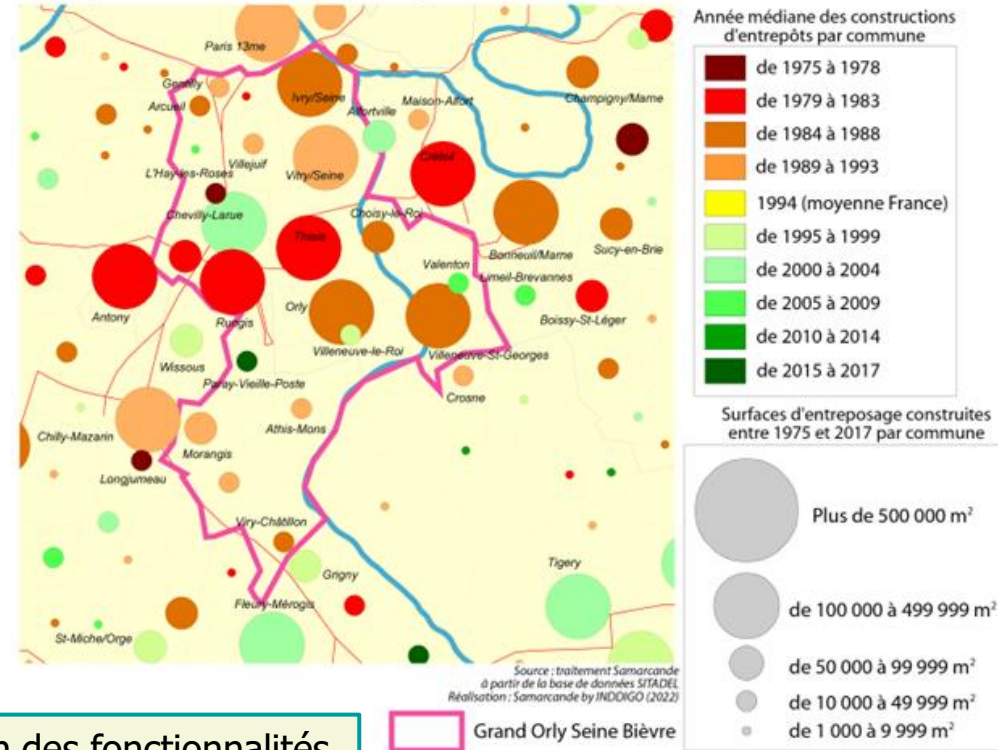 Paris 13me
Gentilly
Ivry/Seine
Arcueil
Alfortville
Maison-Alfort
Champigny/Marne
Villejuif
L'Hay-les-Roses
Vitry/Seine
Créteil
Chevilly-Larue
Choisy-le-Roi
Thiais
Bonneuil/Marne
Sucy-en-Brie
Valenton
Limeil-Brevannes
Antony
Rungis
Orly
Boissy-St-Léger
Villeneuve-le-Roi
Villeneuve-St-Georges
Wissous
Paray-Vieille-Poste
Crosne
Chilly-Mazarin
Athis-Mons
Morangis
Longjumeau
Viry-Châtillon
Grigny
Tigery
Fleury-Mérogis
St-Miche/Orge
Source : traitement Samarcande
à partir de la base de données SITADEL
Réalisation : Samarcande by INDDIGO (2022)
Grand Orly Seine Bièvre
n des fonctionnalités
Année médiane des constructions
d'entrepôts par commune
de 1975 à 1978
de 1979 à 1983
de 1984 à 1988
de 1989 à 1993
1994 (moyenne France)
de 1995 à 1999
de 2000 à 2004
de 2005 à 2009
de 2010 à 2014
de 2015 à 2017
Surfaces d'entreposage construites
entre 1975 et 2017 par commune
Plus de 500 000 m²
de 100 000 à 499 999 m²
de 50 000 à 99 999 m²
de 10 000 à 49 999 m²
de 1 000 à 9 999 m²